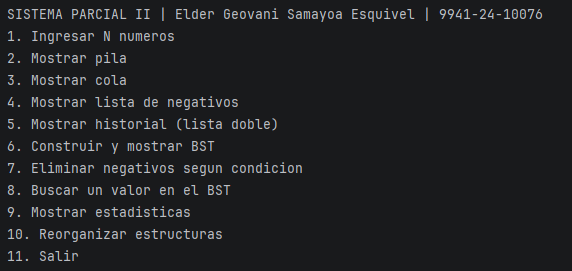 SISTEMA PARCIAL II | Elder Geovani Samayoa Esquivel | 9941-24-10076
1. Ingresar N numeros
2. Mostrar pila
3. Mostrar cola
4. Mostrar lista de negativos
5. Mostrar historial (lista doble)
6. Construir y mostrar BST
7. Eliminar negativos segun condicion
8. Buscar un valor en el BST
9. Mostrar estadisticas
10. Reorganizar estructuras
11. Salir